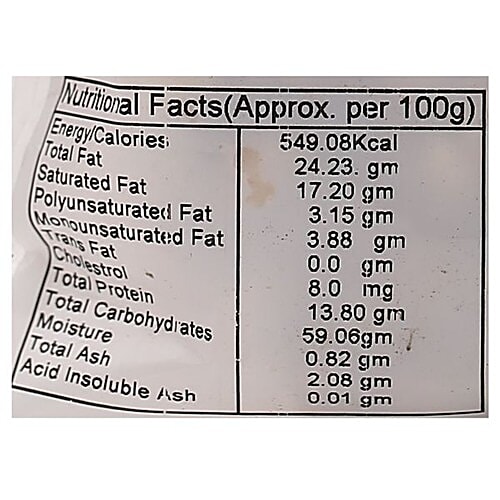 Nutritional Facts(Approx. per 100g)
Energy/Calories 549.08Kcal
Total Fat 24.23. gm
Saturated Fat 17.20 gm
Polyunsaturated Fat 3.15 gm
Monounsaturated Fat 3.88 gm
Trans Fat 0.0 gm
Cholestrol 8.0 mg
Total Protein 13.80 gm
Total Carbohydrates 59.06gm
Moisture 0.82 gm
Total Ash 2.08 gm
Acid Insoluble Ash 0.01 gm